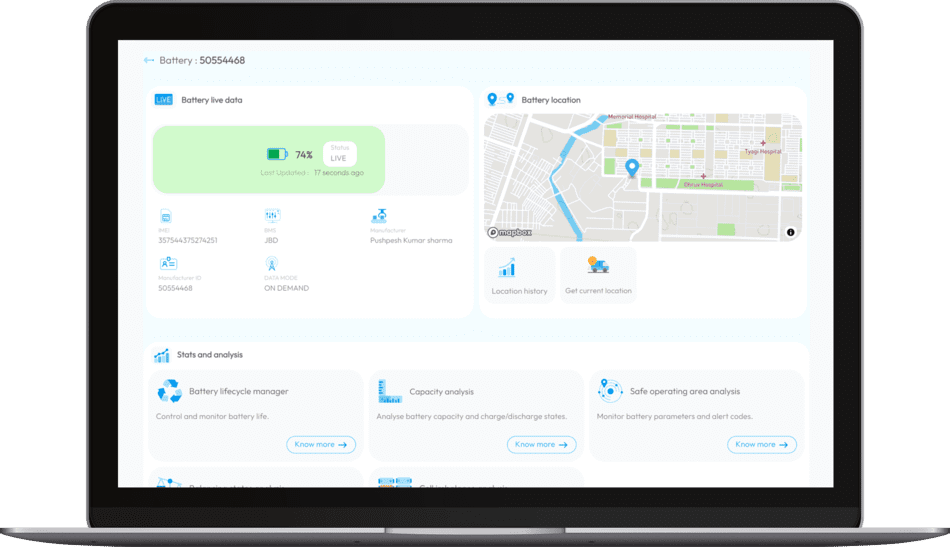 Battery : 50554468
LIVE Battery live data
74%
Status
LIVE
Last Updated : 17 seconds ago
IMEI
357544375274251
BMS
JBD
Manufacturer
Pushpesh Kumar sharma
Manufacturer ID
50554468
DATA MODE
ON DEMAND
Battery location
Memorial Hospital
Tyagi Hospital
Dhruv Hospital
mapbox
Location history
Get current location
Stats and analysis
Battery lifecycle manager
Control and monitor battery life.
Know more
Capacity analysis
Analyse battery capacity and charge/discharge states.
Know more
Safe operating area analysis
Monitor battery parameters and alert codes.
Know more